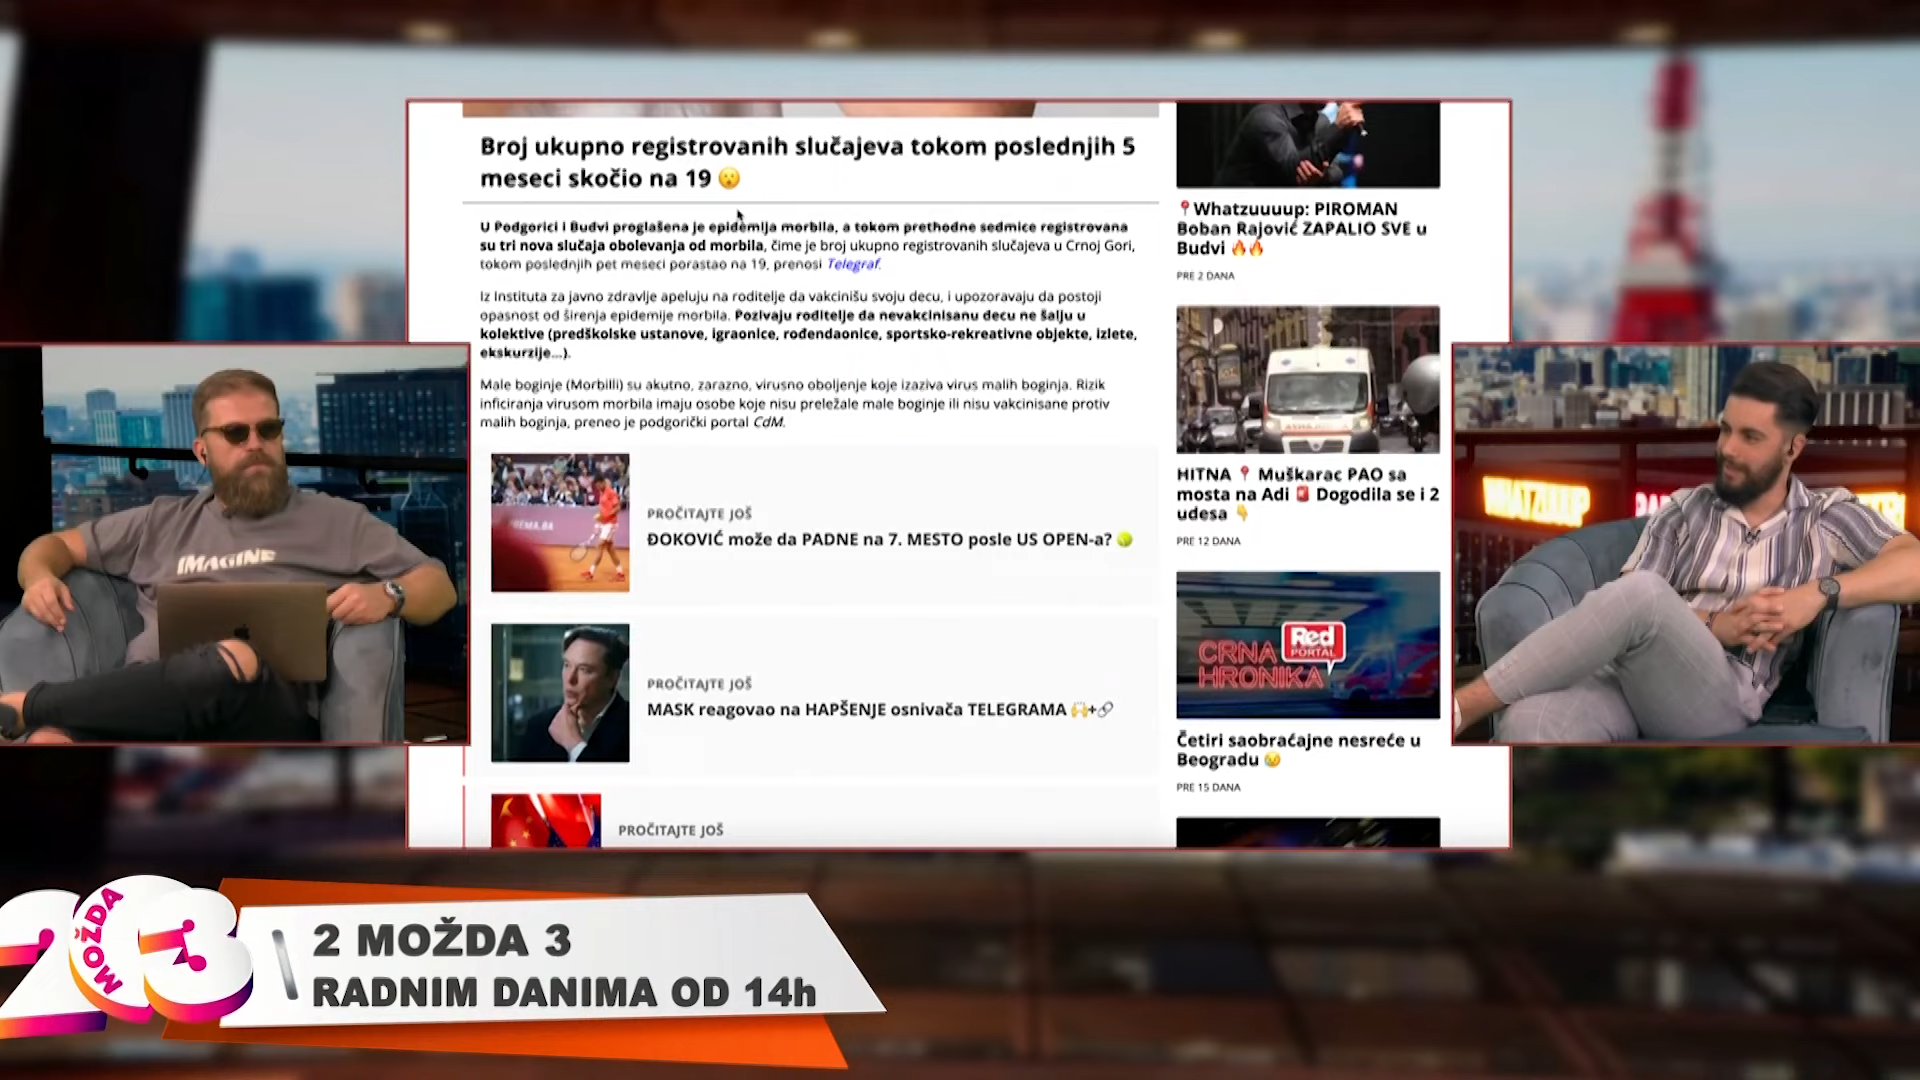 Broj ukupno registrovanih slučajeva tokom poslednjih 5
meseci skočio na 19 😮
U Podgorici i Budvi proglašena je epidemija morbila, a tokom prethodne sedmice registrovana
su tri nova slučaja obolevanja od morbila, čime je broj ukupno registrovanih slučajeva u Crnoj Gori,
tokom poslednjih pet meseci porastao na 19, prenosi Telegraf.
Iz Instituta za javno zdravlje apeluju na roditelje da vakcinišu svoju decu, i upozoravaju da postoji
opasnost od širenja epidemije morbila. Pozivaju roditelje da nevakcinisanu decu ne šalju u
kolektive (predškolske ustanove, igraonice, rođendaonice, sportsko-rekreativne objekte, izlete,
ekskurzije...).
Male boginje (Morbilli) su akutno, zarazno, virusno oboljenje koje izaziva virus malih boginja. Rizik
inficiranja virusom morbila imaju osobe koje nisu preležale male boginje ili nisu vakcinisane protiv
malih boginja, preneo je podgorički portal CdM.
PROČITAJTE JOŠ
ĐOKOVIĆ može da PADNE na 7. MESTO posle US OPEN-a? 🎾
PROČITAJTE JOŠ
MASK reagovao na HAPŠENJE osnivača TELEGRAMA 🙌+🔗
PROČITAJTE JOŠ
📍Whatzuuuup: PIROMAN
Boban Rajović ZAPALIO SVE u
Budvi 🔥🔥
PRE 2 DANA
HITNA 📍 Muškarac PAO sa
mosta na Adi 🚨 Dogodila se i 2
udesa 👇
PRE 12 DANA
CRNA
HRONIKA
Red
PORTAL
Četiri saobraćajne nesreće u
Beogradu 😢
PRE 15 DANA
IMAGINE
WHATZUUUP
2 MOŽDA 3
2 MOŽDA 3
RADNIM DANIMA OD 14h